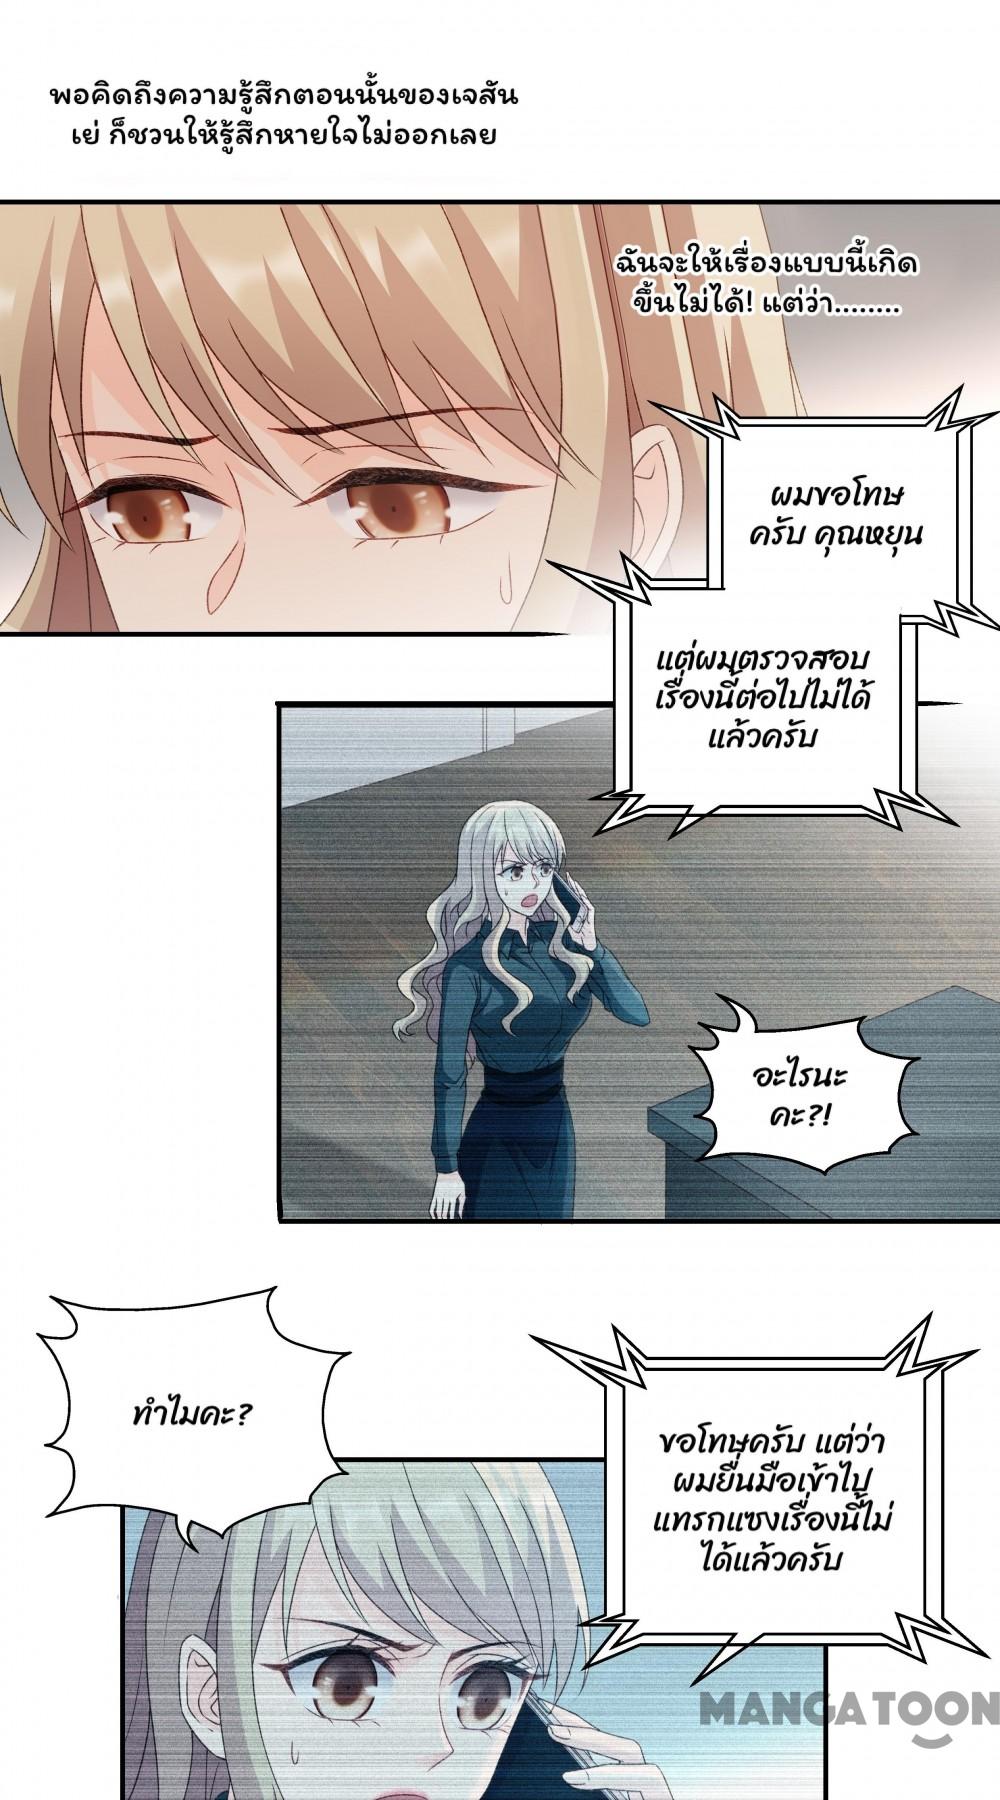 พอคิดถึงความรู้สึกตอนนั้นของเจสัน
เย่ ก็ชวนให้รู้สึกหายใจไม่ออกเลย
ฉันจะให้เรื่องแบบนี้เกิด
ขึ้นไม่ได้! แต่ว่า........
ผมขอโทษ
ครับ คุณหยุน
แต่ผมตรวจสอบ
เรื่องนี้ต่อไปไม่ได้
แล้วครับ
อะไรนะ
คะ?!
ทำไมคะ?
ขอโทษครับ แต่ว่า
ผมยื่นมือเข้าไป
แทรกแซงเรื่องนี้ไม่
ได้แล้วครับ
MANGATOON